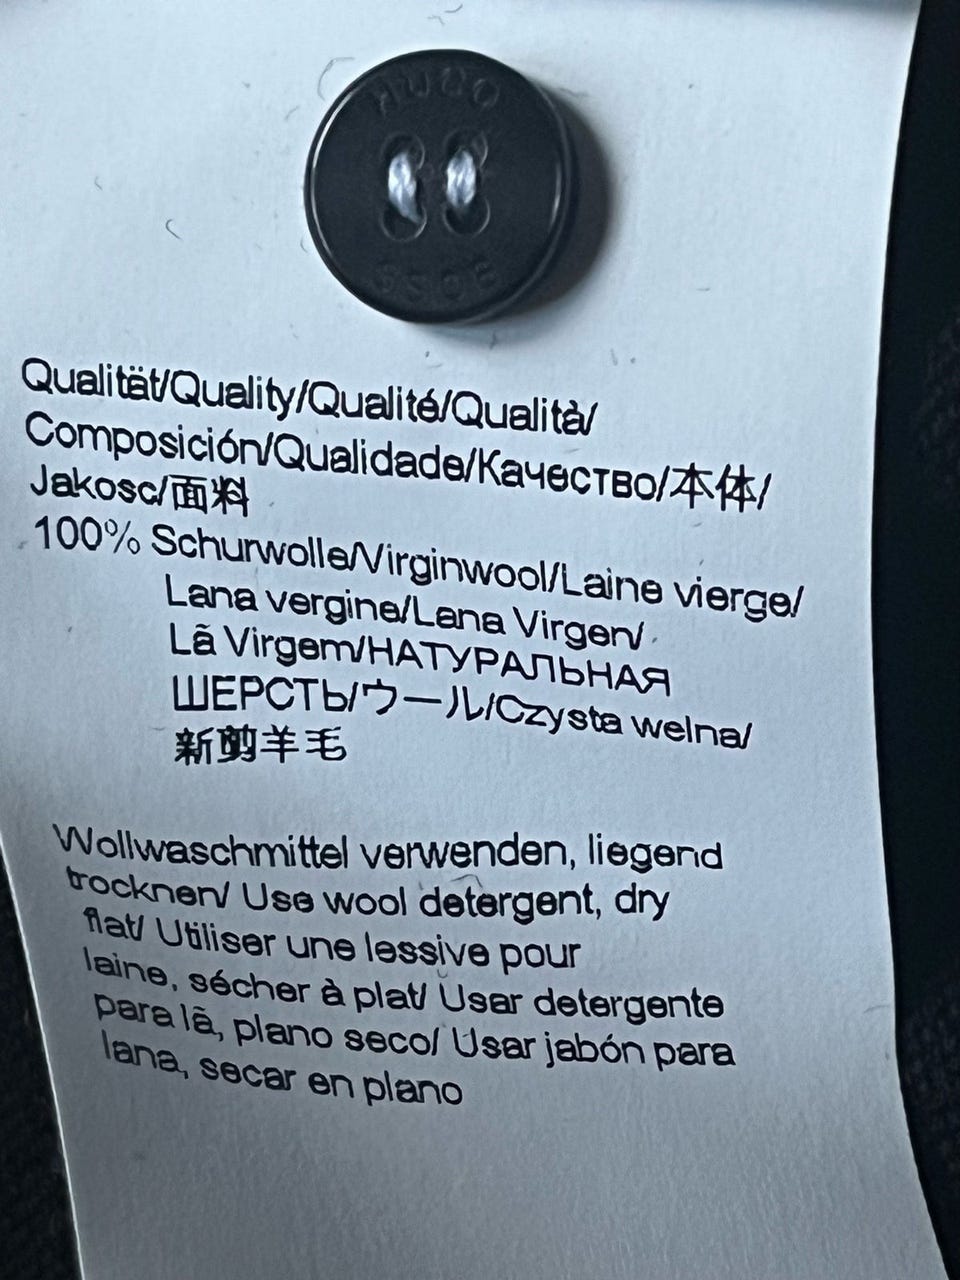 HUGO
BOSS
Qualität/Quality/Qualité/Qualità/
Composición/Qualidade/Качество/本体/
Jakosc/面料
100% Schurwolle/Virginwool/Laine vierge/
Lana vergine/Lana Virgen/
Lã Virgem/НАТУРАЛЬНАЯ
ШЕРСТЬ/ウール/Czysta welna/
新剪羊毛
Wollwaschmittel verwenden, liegend
trocknen/ Use wool detergent, dry
flat/ Utiliser une lessive pour
laine, sécher à plat/ Usar detergente
para lã, plano seco/ Usar jabón para
lana, secar en plano